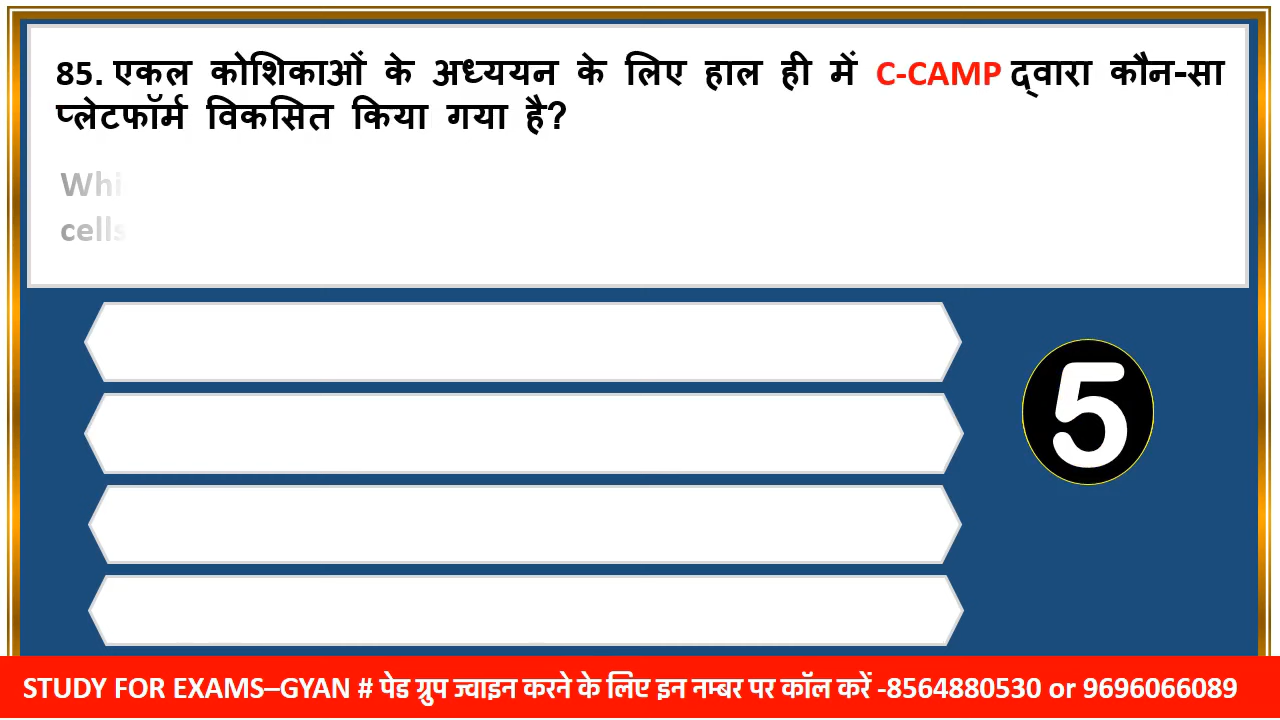 85. एकल कोशिकाओं के अध्ययन के लिए हाल ही में C-CAMP द्वारा कौन-सा
प्लेटफॉर्म विकसित किया गया है?
Whi
cells
5
STUDY FOR EXAMS–GYAN # पेड ग्रुप ज्वाइन करने के लिए इन नम्बर पर कॉल करें -8564880530 or 9696066089